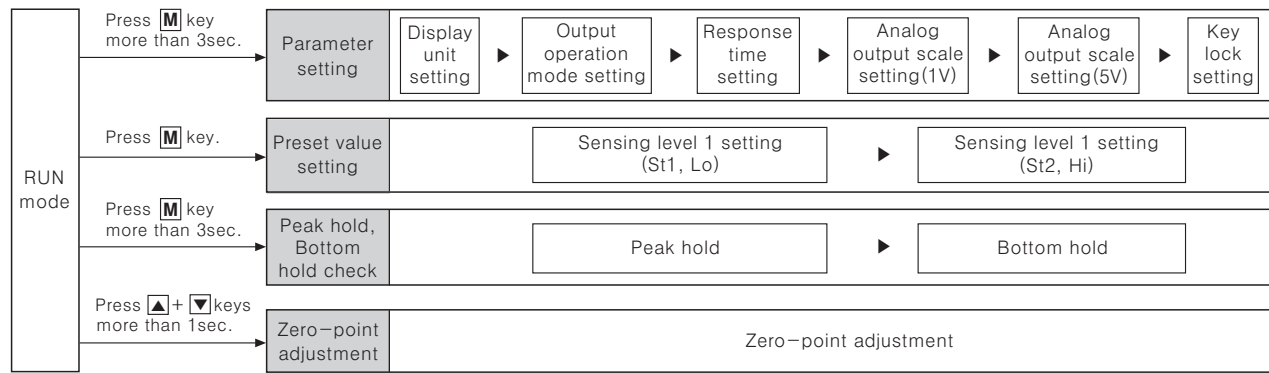 RUN
mode
Press M key
more than 3sec.
Parameter
setting
Display
unit
setting
▶
Output
operation
mode setting
▶
Response
time
setting
▶
Analog
output scale
setting(1V)
▶
Analog
output scale
setting(5V)
▶
Key
lock
setting
Press M key.
Preset value
setting
Sensing level 1 setting
(St1, Lo)
▶
Sensing level 1 setting
(St2, Hi)
Press M key
more than 3sec.
Peak hold,
Bottom
hold check
Peak hold
▶
Bottom hold
Press ▲+▼keys
more than 1sec.
Zero-point
adjustment
Zero-point adjustment